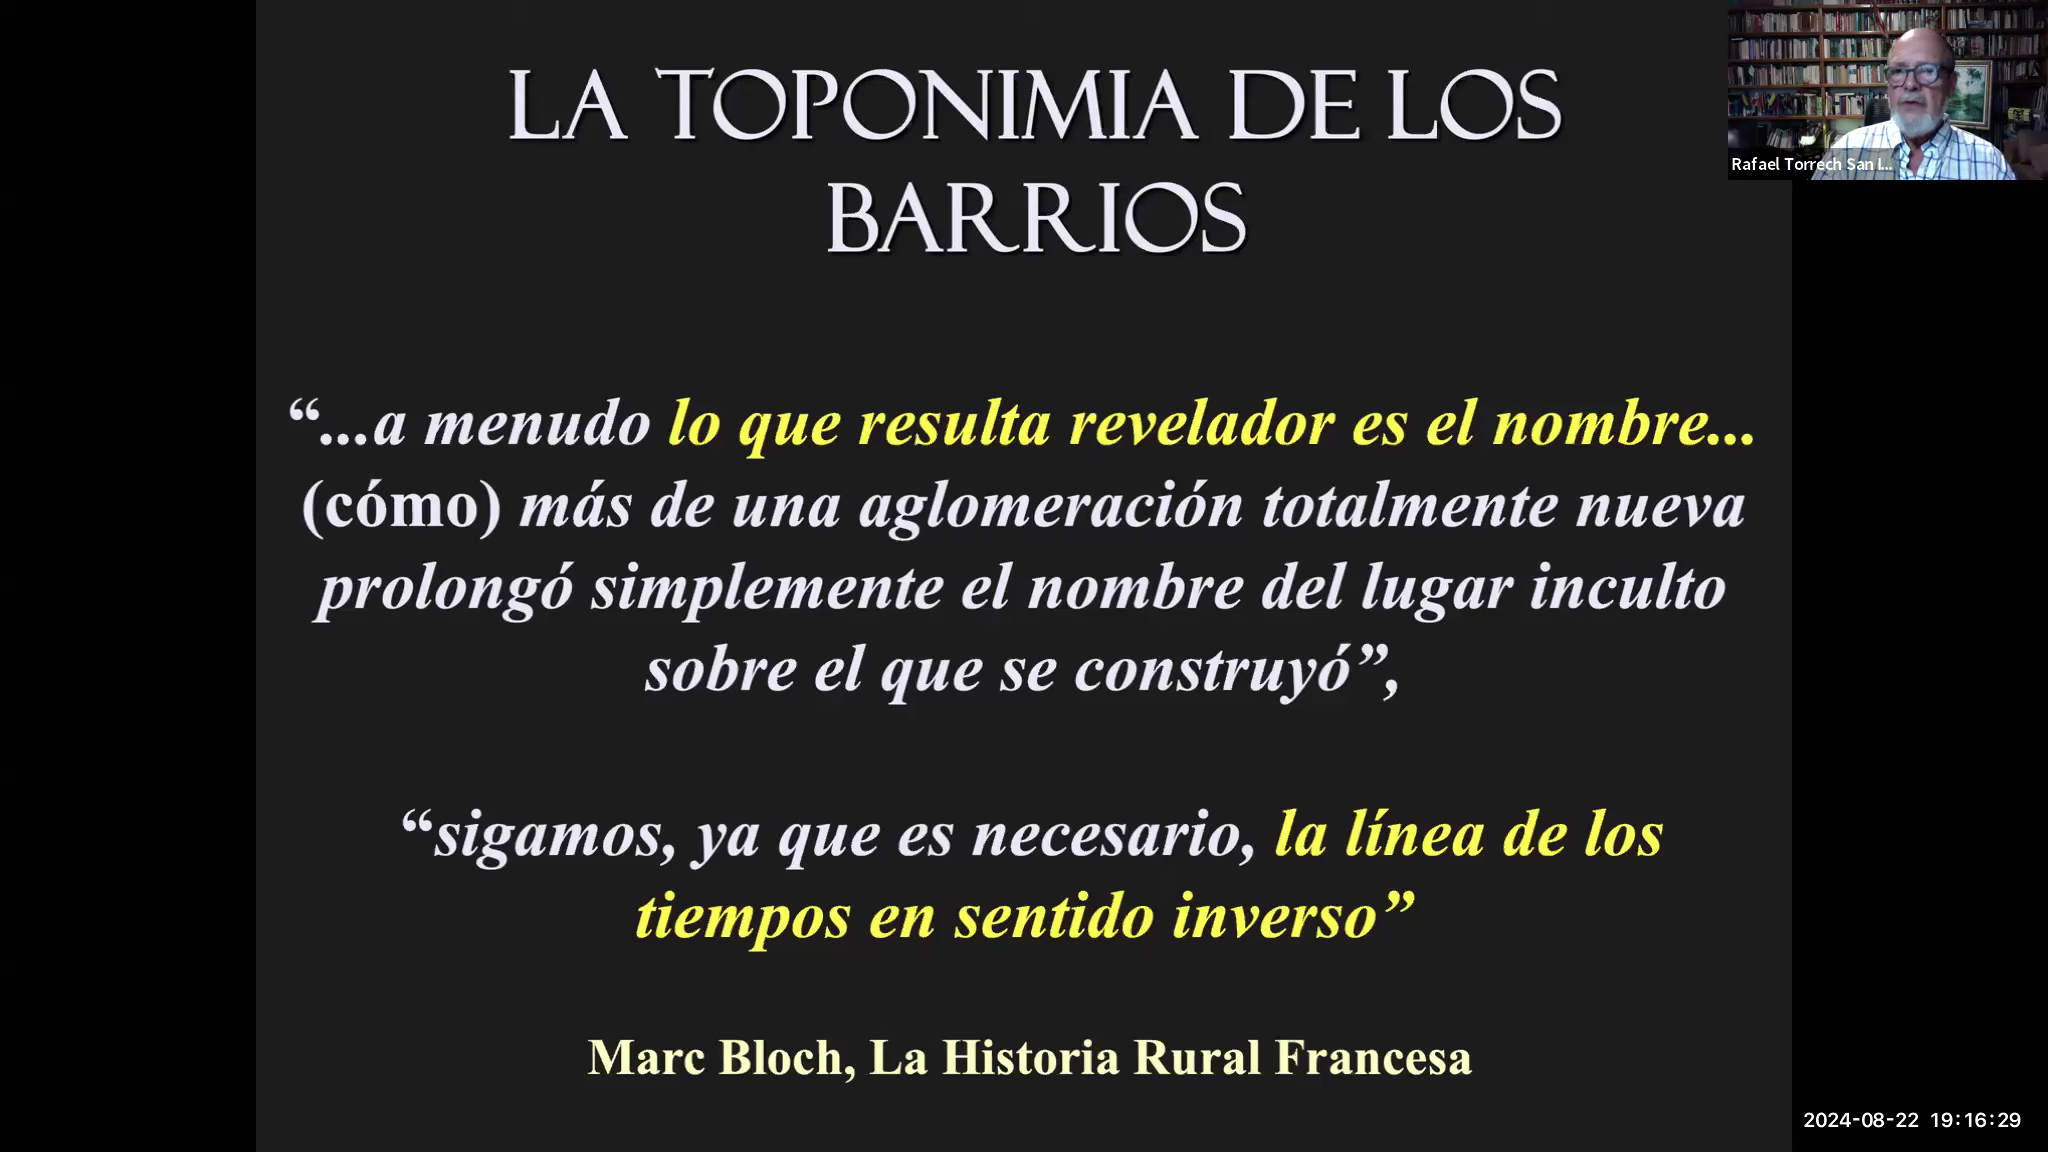 LA TOPONIMIA DE LOS
BARRIOS
“...a menudo lo que resulta revelador es el nombre...
(cómo) más de una aglomeración totalmente nueva
prolongó simplemente el nombre del lugar inculto
sobre el que se construyó”,
“sigamos, ya que es necesario, la línea de los
tiempos en sentido inverso”
Marc Bloch, La Historia Rural Francesa
Rafael Torrech San I...
2024-08-22 19:16:29